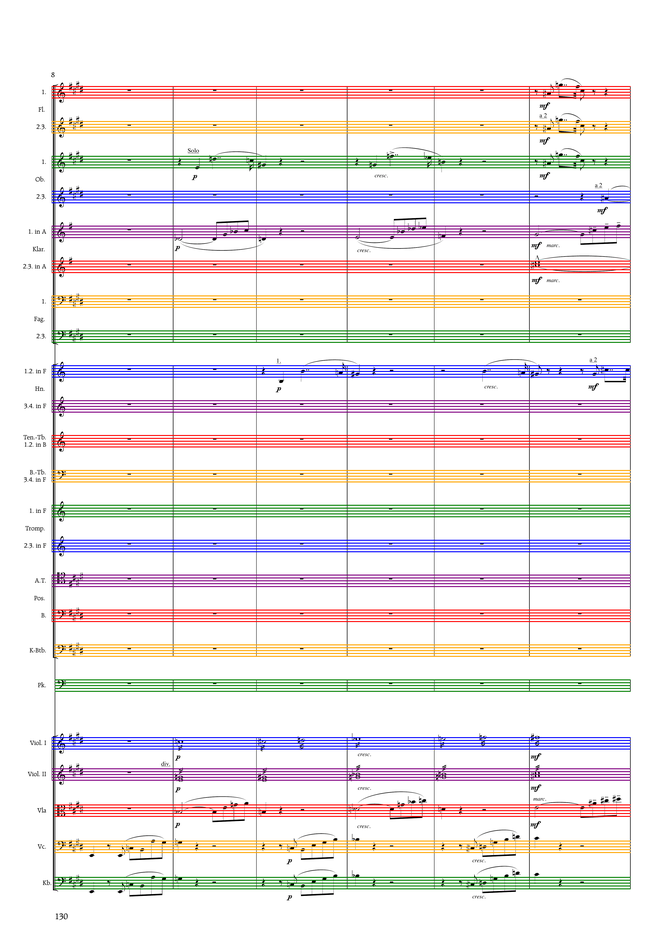 8
1.
Fl.
a 2
mf
2.3.
mf
Solo
1.
p
cresc.
mf
Ob.
a 2
2.3.
mf
1. in A
p
cresc.
mf marc.
Klar.
2.3. in A
mf marc.
1.
Fag.
2.3.
1.
a 2
1.2. in F
p
cresc.
mf
Hn.
3.4. in F
Ten.-Tb.
1.2. in B
B.-Tb.
3.4. in F
1. in F
Tromp.
2.3. in F
A.T.
Pos.
B.
K-Btb.
Pk.
Viol. I
p
cresc.
mf
div.
Viol. II
p
cresc.
mf
marc.
Vla
p
cresc.
mf
Vc.
p
cresc.
Kb.
p
cresc.
130